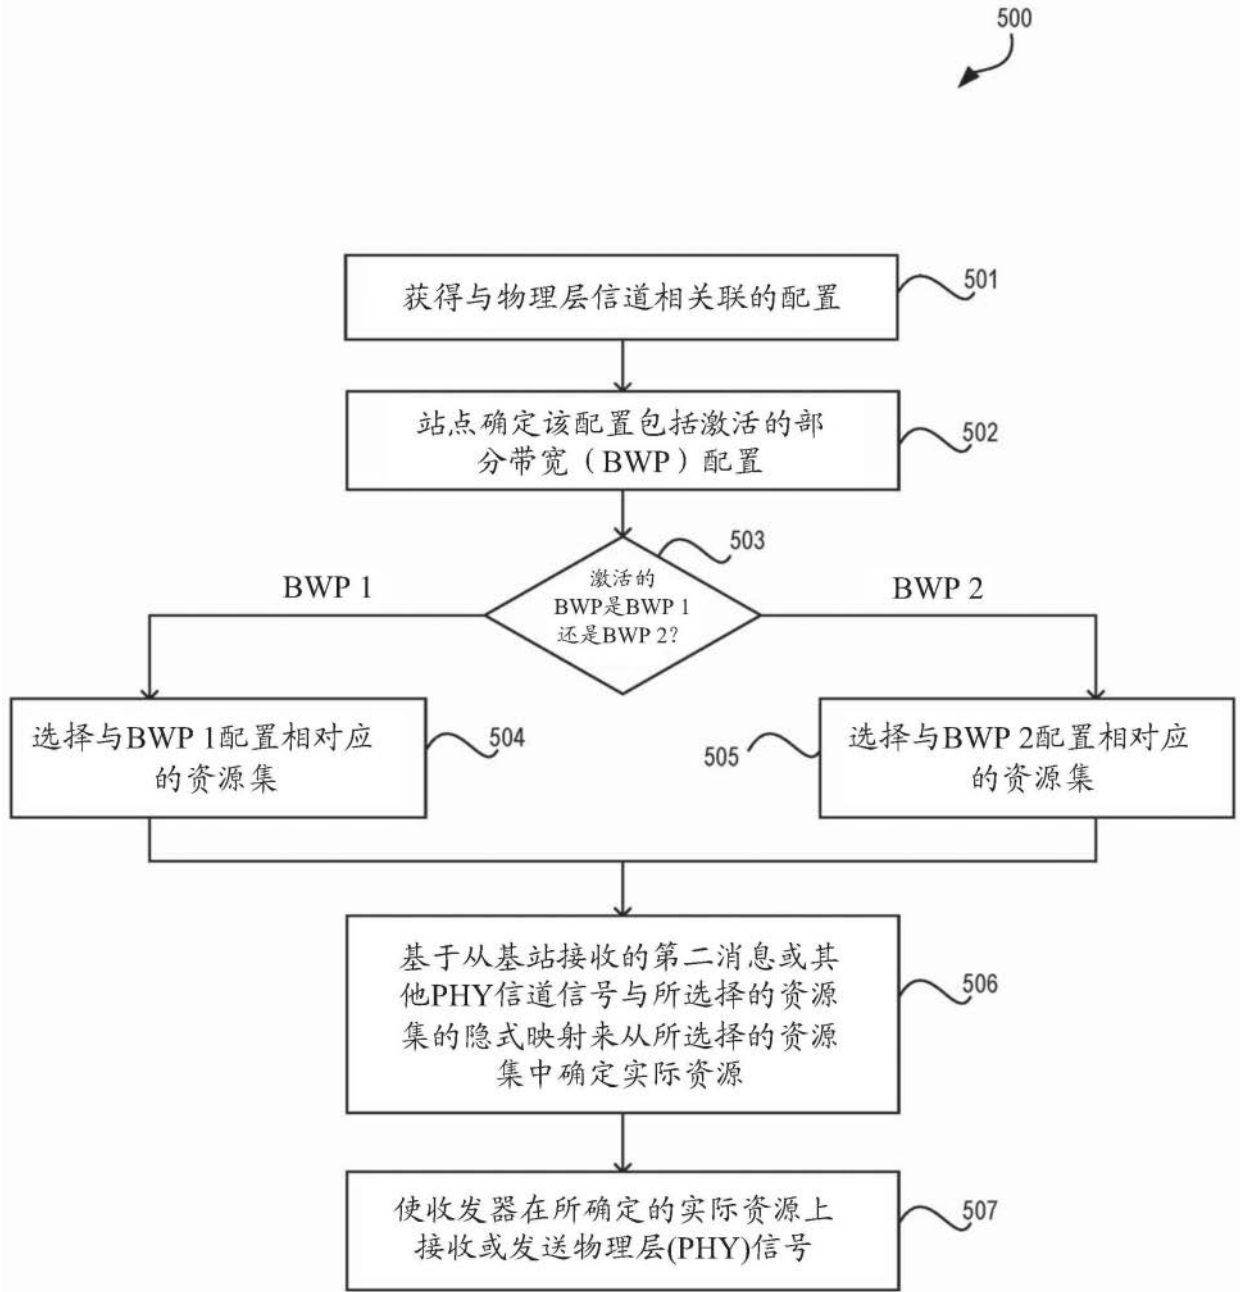 500
获得与物理层信道相关联的配置
501
站点确定该配置包括激活的部
分带宽（BWP）配置
502
503
激活的
BWP是BWP 1
还是BWP 2?
BWP 1
BWP 2
选择与BWP 1配置相对应
的资源集
504
505
选择与BWP 2配置相对应
的资源集
基于从基站接收的第二消息或其
他PHY信道信号与所选择的资源
集的隐式映射来从所选择的资源
集中确定实际资源
506
使收发器在所确定的实际资源上
接收或发送物理层(PHY)信号
507